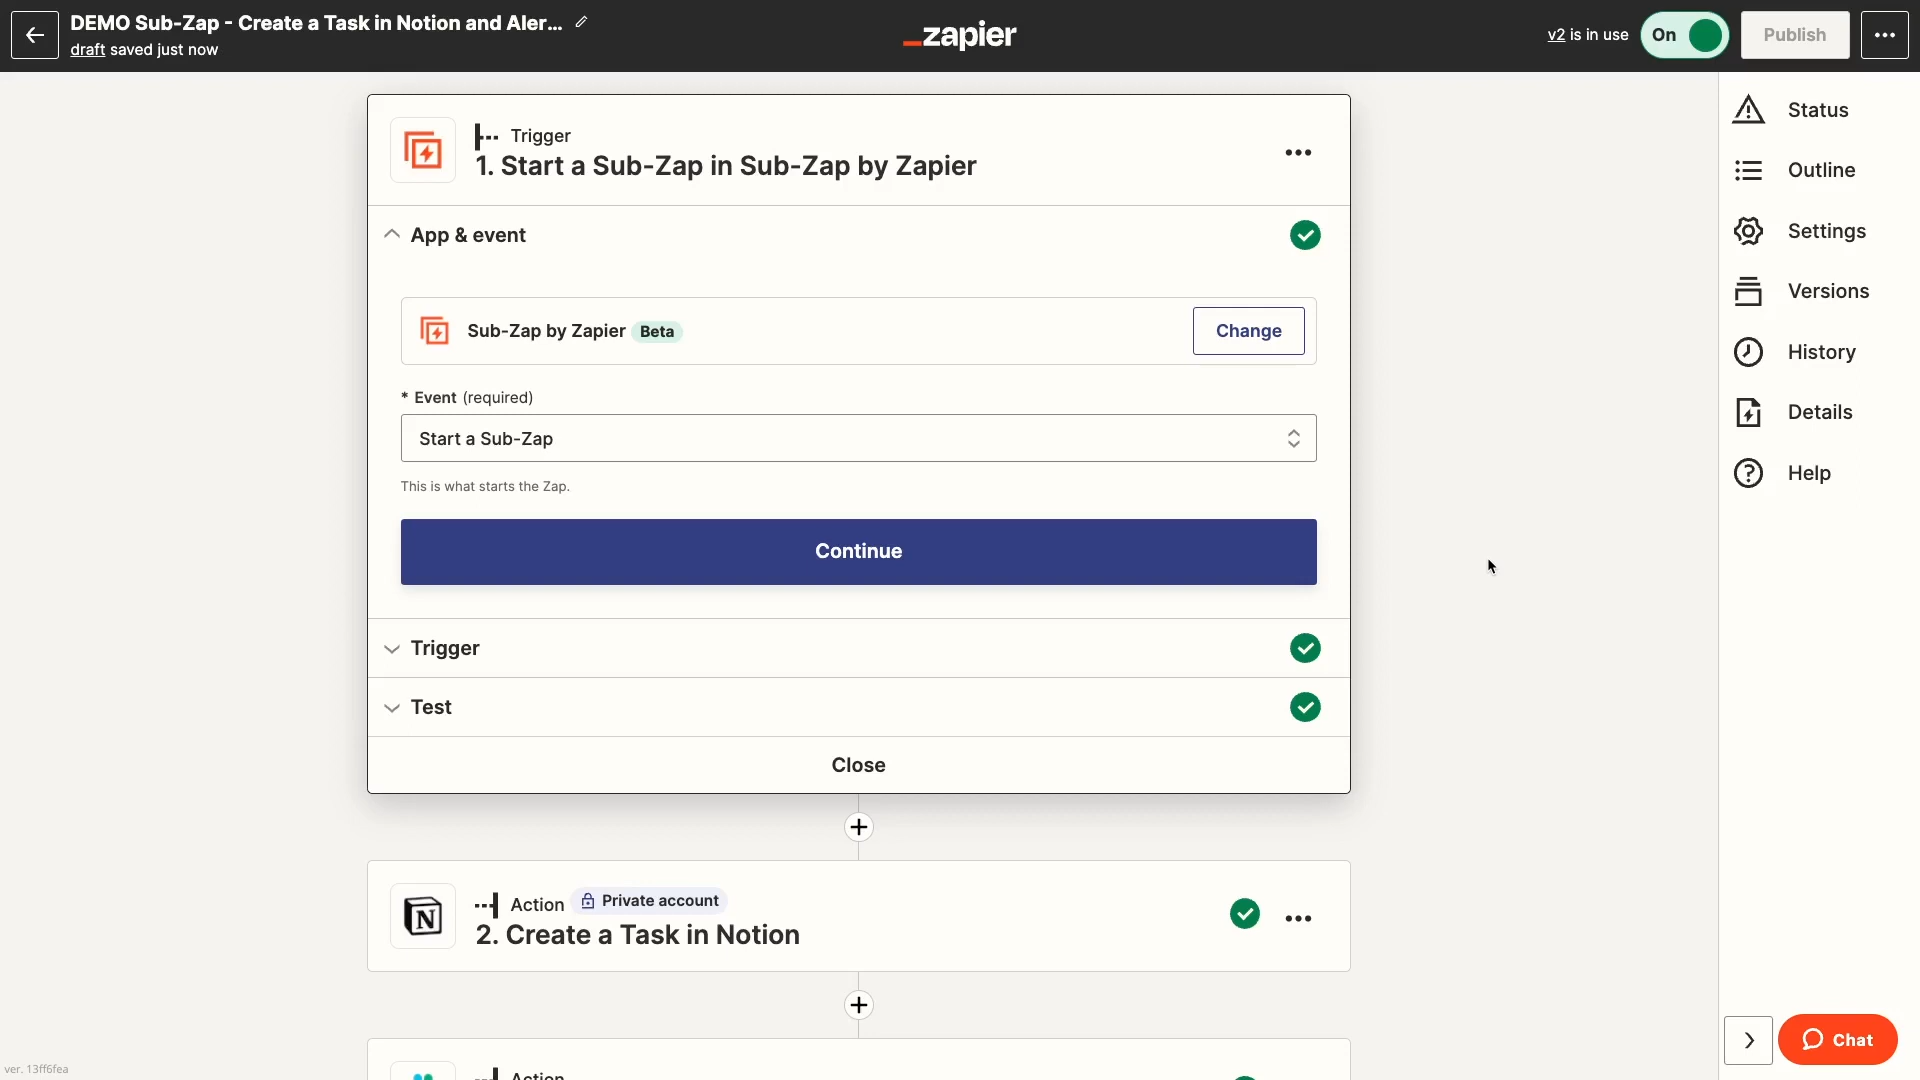 DEMO Sub-Zap - Create a Task in Notion and Aler...
draft saved just now
_zapier
v2 is in use
On
Publish
Trigger
1. Start a Sub-Zap in Sub-Zap by Zapier
App & event
Sub-Zap by Zapier Beta
Change
* Event (required)
Start a Sub-Zap
This is what starts the Zap.
Continue
Trigger
Test
Close
Action Private account
2. Create a Task in Notion
Action
Status
Outline
Settings
Versions
History
Details
Help
Chat
ver. 13ff6fea